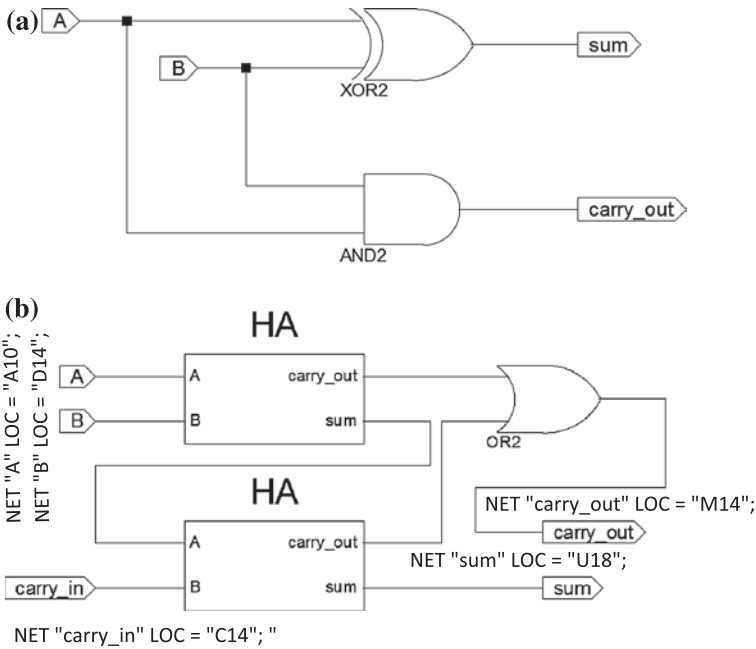 (a)
A
B
XOR2
sum
AND2
carry_out
(b)
HA
NET "A" LOC = "A10";
NET "B" LOC = "D14";
A
A
carry_out
B
B
sum
OR2
HA
NET "carry_out" LOC = "M14";
A
carry_out
carry_out
NET "sum" LOC = "U18";
carry_in
B
sum
sum
NET "carry_in" LOC = "C14"; "